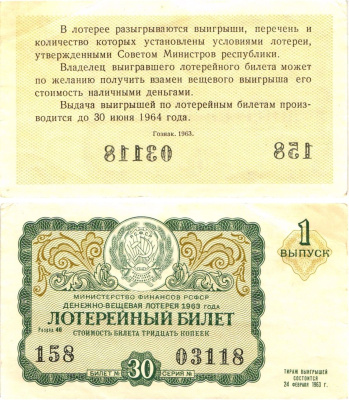 В лотерее разыгрываются выигрыши, перечень и
количество которых установлены условиями лотереи,
утвержденными Советом Министров республики.
Владелец выигравшего лотерейного билета может
по желанию получить взамен вещевого выигрыша его
стоимость наличными деньгами.
Выдача выигрышей по лотерейным билетам произ-
водится до 30 июня 1964 года.
Гознак. 1963.
03118 158
1
ВЫПУСК
МИНИСТЕРСТВО ФИНАНСОВ РСФСР
ДЕНЕЖНО-ВЕЩЕВАЯ ЛОТЕРЕЯ 1963 года
ЛОТЕРЕЙНЫЙ БИЛЕТ
Разряд 46 СТОИМОСТЬ БИЛЕТА ТРИДЦАТЬ КОПЕЕК
158 03118
БИЛЕТ № 30 СЕРИЯ №
ТИРАЖ ВЫИГРЫШЕЙ
СОСТОИТСЯ
24 ФЕВРАЛЯ 1963 Г.